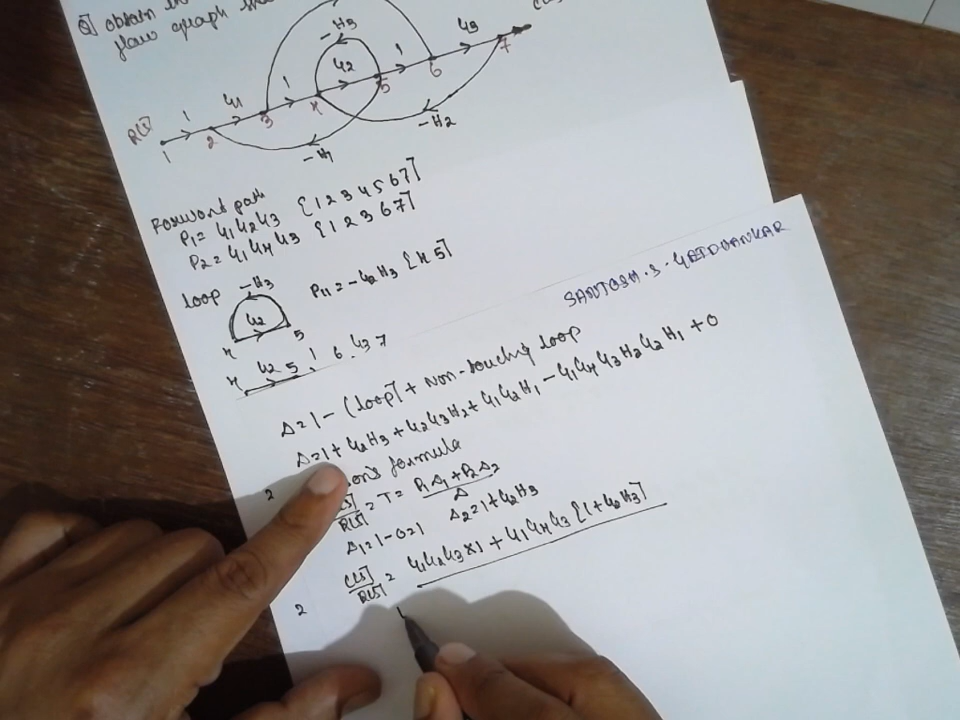 Q] obtain
flow graph
-H3
G2
1
G3
7
6
5
1
4
3
G1
1
2
R(s)
1
-H1
-H2
Forward path
P1= G1G2G3 {1 2 3 4 5 6 7]
P2= G1G4G3 {1 2 3 6 7]
loop -H3
G2
P11 = - G2H3 [4 5]
4 5
4 G2 5 1 6 G3 7
SANTOSH.S.
Δ=1-(loop] + non-touching loop
Δ=1+ G2H3 + G2G3H2 + G1G2H1 - G1G4G3H2G2H1 + 0
formula
R(s) = T = P1Δ1+P2Δ2
Δ
Δ1=1-0=1 Δ2=1+G2H3
2 C(s)
R(s) = G1G2G3×1 + G1G4G3 [1+G2H3]